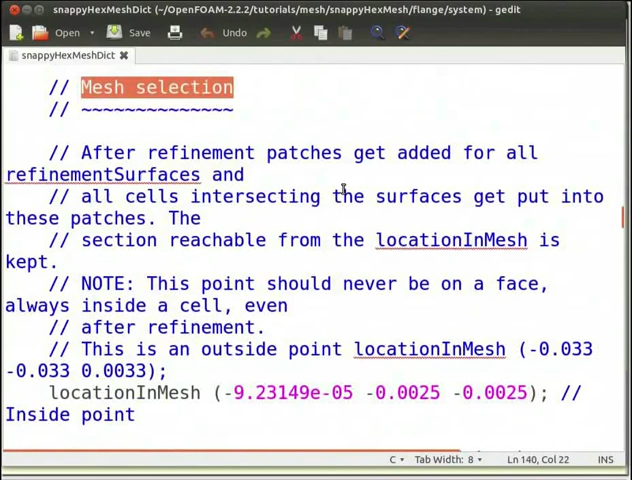 snappyHexMeshDict (~/OpenFOAM-2.2.2/tutorials/mesh/snappyHexMesh/flange/system) - gedit
Open Save Undo
snappyHexMeshDict
// Mesh selection
// ~~~~~~~~~~~~~~
// After refinement patches get added for all
refinementSurfaces and
// all cells intersecting the surfaces get put into
these patches. The
// section reachable from the locationInMesh is
kept.
// NOTE: This point should never be on a face,
always inside a cell, even
// after refinement.
// This is an outside point locationInMesh (-0.033
-0.033 0.0033);
locationInMesh (-9.23149e-05 -0.0025 -0.0025); //
Inside point
C Tab Width: 8 Ln 140, Col 22 INS